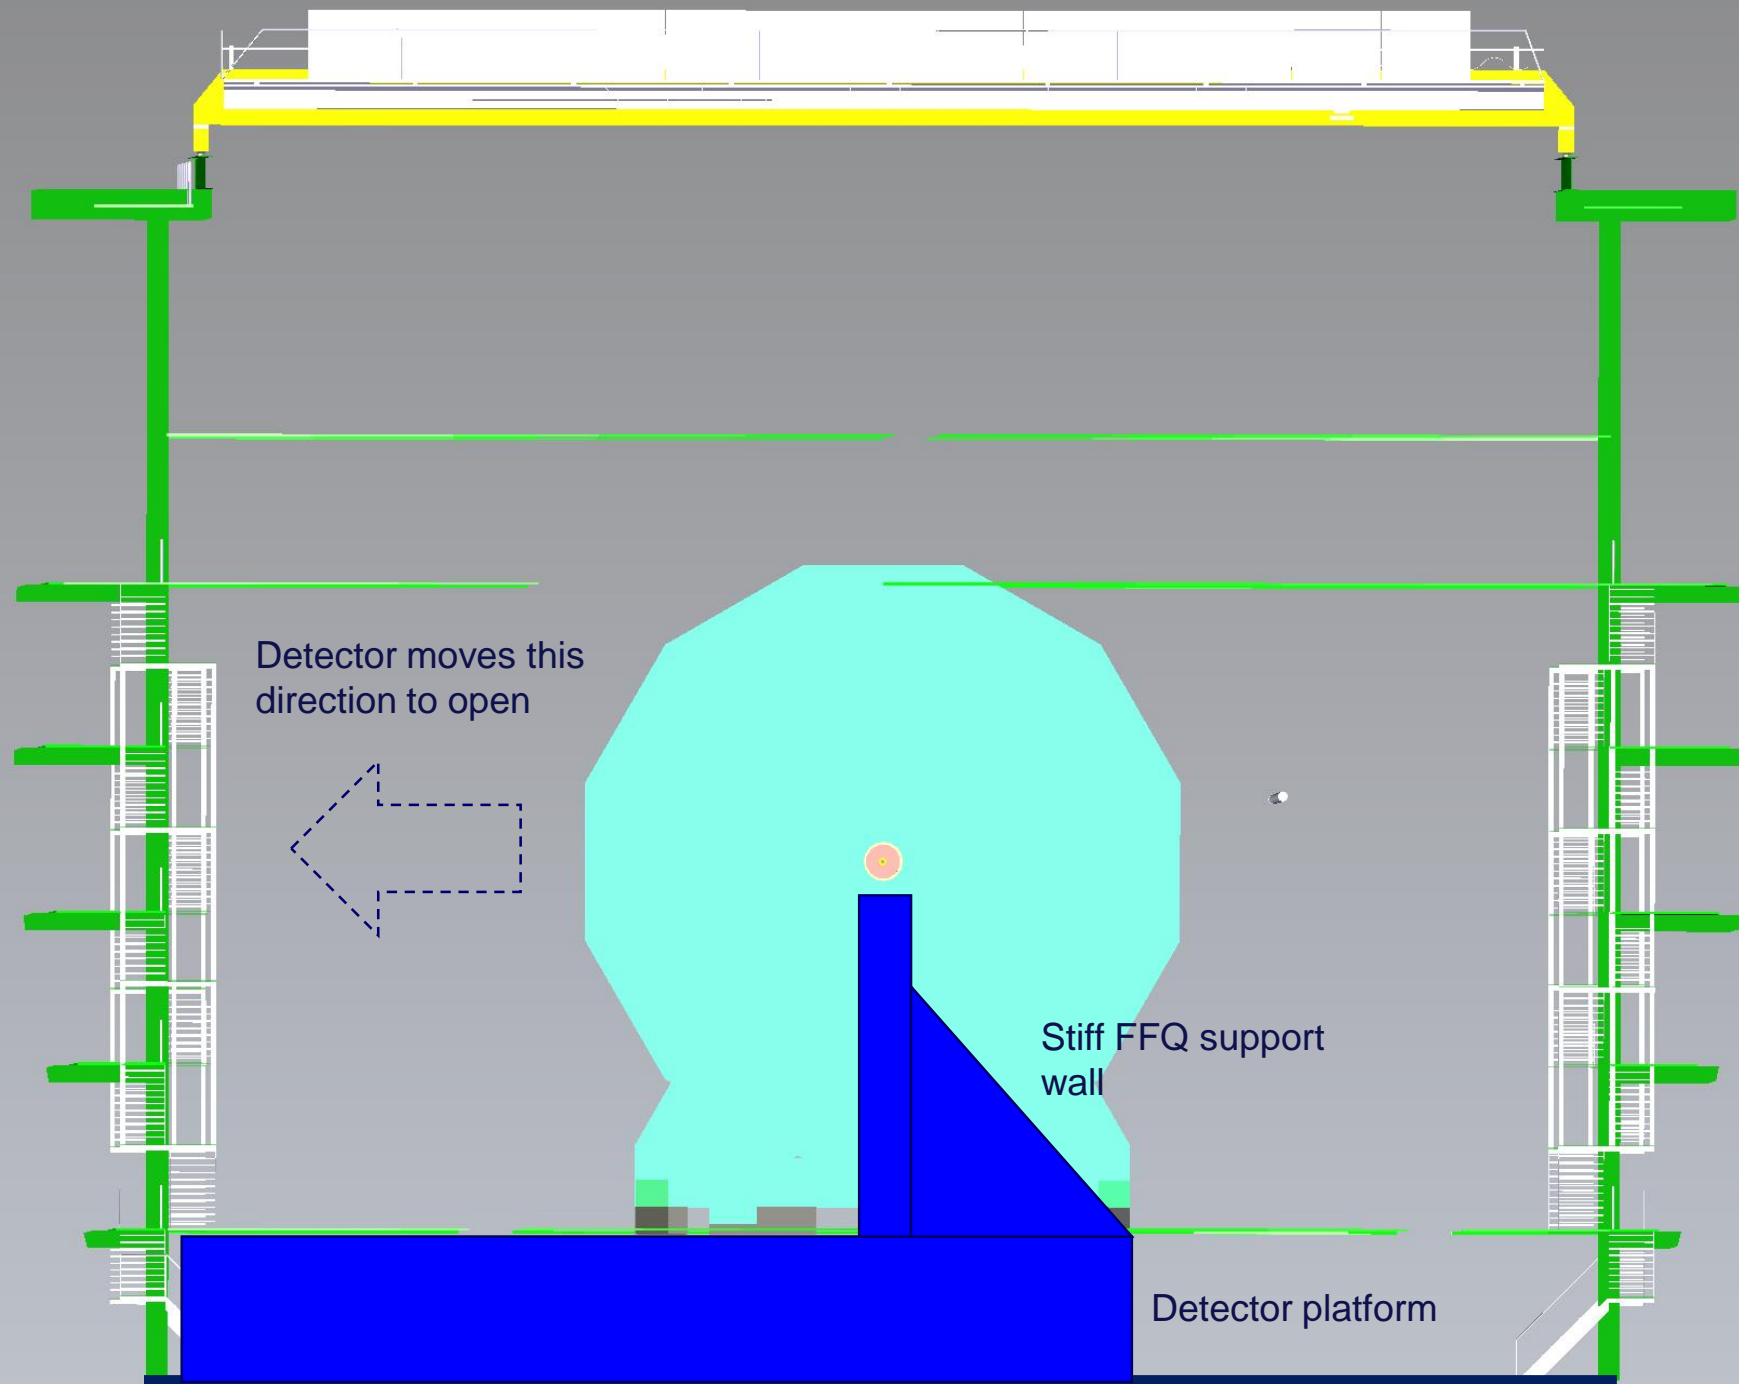 Detector moves this
direction to open
Stiff FFQ support
wall
Detector platform